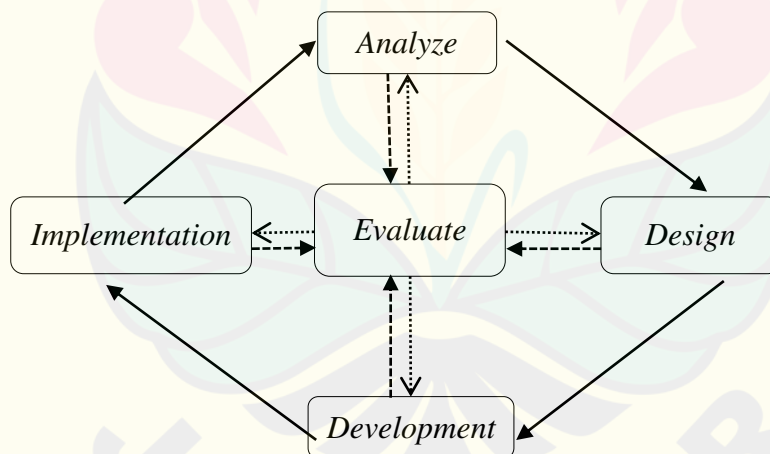 Analyze
Implementation
Evaluate
Design
Development